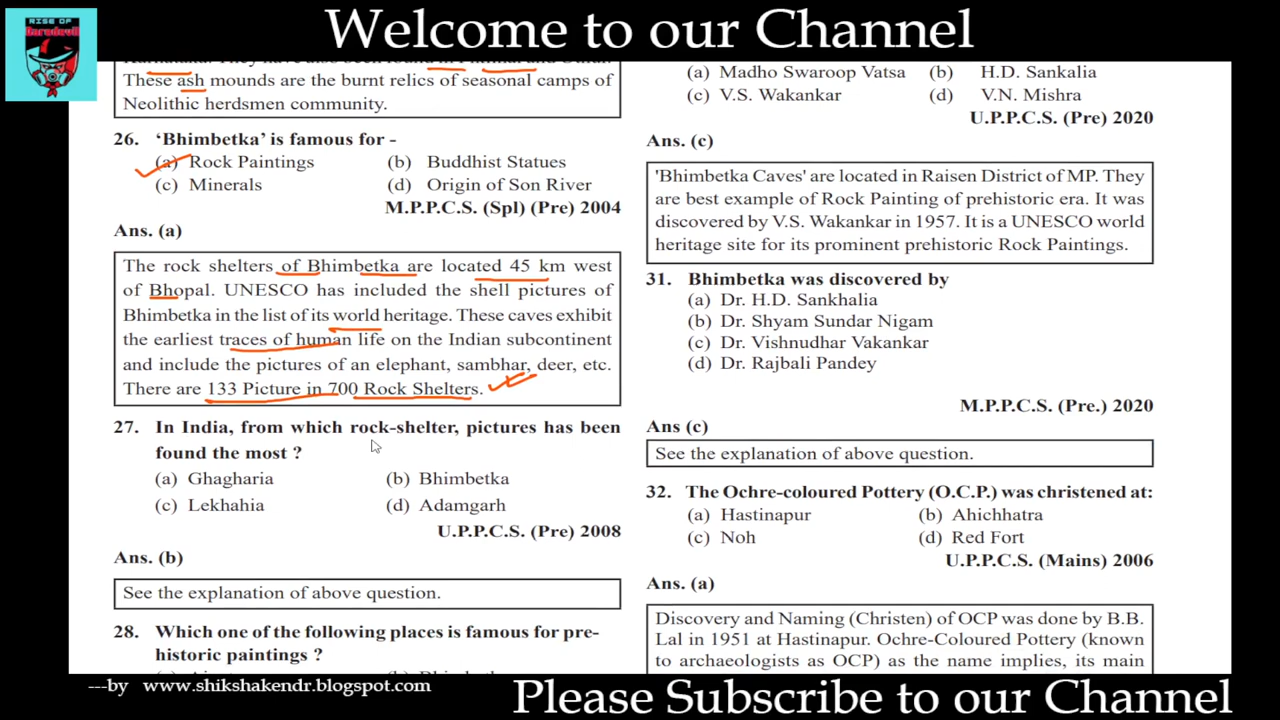 Welcome to our Channel
RISE OF
Daredevil
These ash mounds are the burnt relics of seasonal camps of
Neolithic herdsmen community.
26. ‘Bhimbetka’ is famous for -
(a) Rock Paintings (b) Buddhist Statues
(c) Minerals (d) Origin of Son River
M.P.P.C.S. (Spl) (Pre) 2004
Ans. (a)
The rock shelters of Bhimbetka are located 45 km west
of Bhopal. UNESCO has included the shell pictures of
Bhimbetka in the list of its world heritage. These caves exhibit
the earliest traces of human life on the Indian subcontinent
and include the pictures of an elephant, sambhar, deer, etc.
There are 133 Picture in 700 Rock Shelters.
27. In India, from which rock-shelter, pictures has been
found the most ?
(a) Ghagharia (b) Bhimbetka
(c) Lekhahia (d) Adamgarh
U.P.P.C.S. (Pre) 2008
Ans. (b)
See the explanation of above question.
28. Which one of the following places is famous for pre-
historic paintings ?
(a) Madho Swaroop Vatsa (b) H.D. Sankalia
(c) V.S. Wakankar (d) V.N. Mishra
U.P.P.C.S. (Pre) 2020
Ans. (c)
'Bhimbetka Caves' are located in Raisen District of MP. They
are best example of Rock Painting of prehistoric era. It was
discovered by V.S. Wakankar in 1957. It is a UNESCO world
heritage site for its prominent prehistoric Rock Paintings.
31. Bhimbetka was discovered by
(a) Dr. H.D. Sankhalia
(b) Dr. Shyam Sundar Nigam
(c) Dr. Vishnudhar Vakankar
(d) Dr. Rajbali Pandey
M.P.P.C.S. (Pre.) 2020
Ans (c)
See the explanation of above question.
32. The Ochre-coloured Pottery (O.C.P.) was christened at:
(a) Hastinapur (b) Ahichhatra
(c) Noh (d) Red Fort
U.P.P.C.S. (Mains) 2006
Ans. (a)
Discovery and Naming (Christen) of OCP was done by B.B.
Lal in 1951 at Hastinapur. Ochre-Coloured Pottery (known
to archaeologists as OCP) as the name implies, its main
---by www.shikshakendr.blogspot.com
Please Subscribe to our Channel